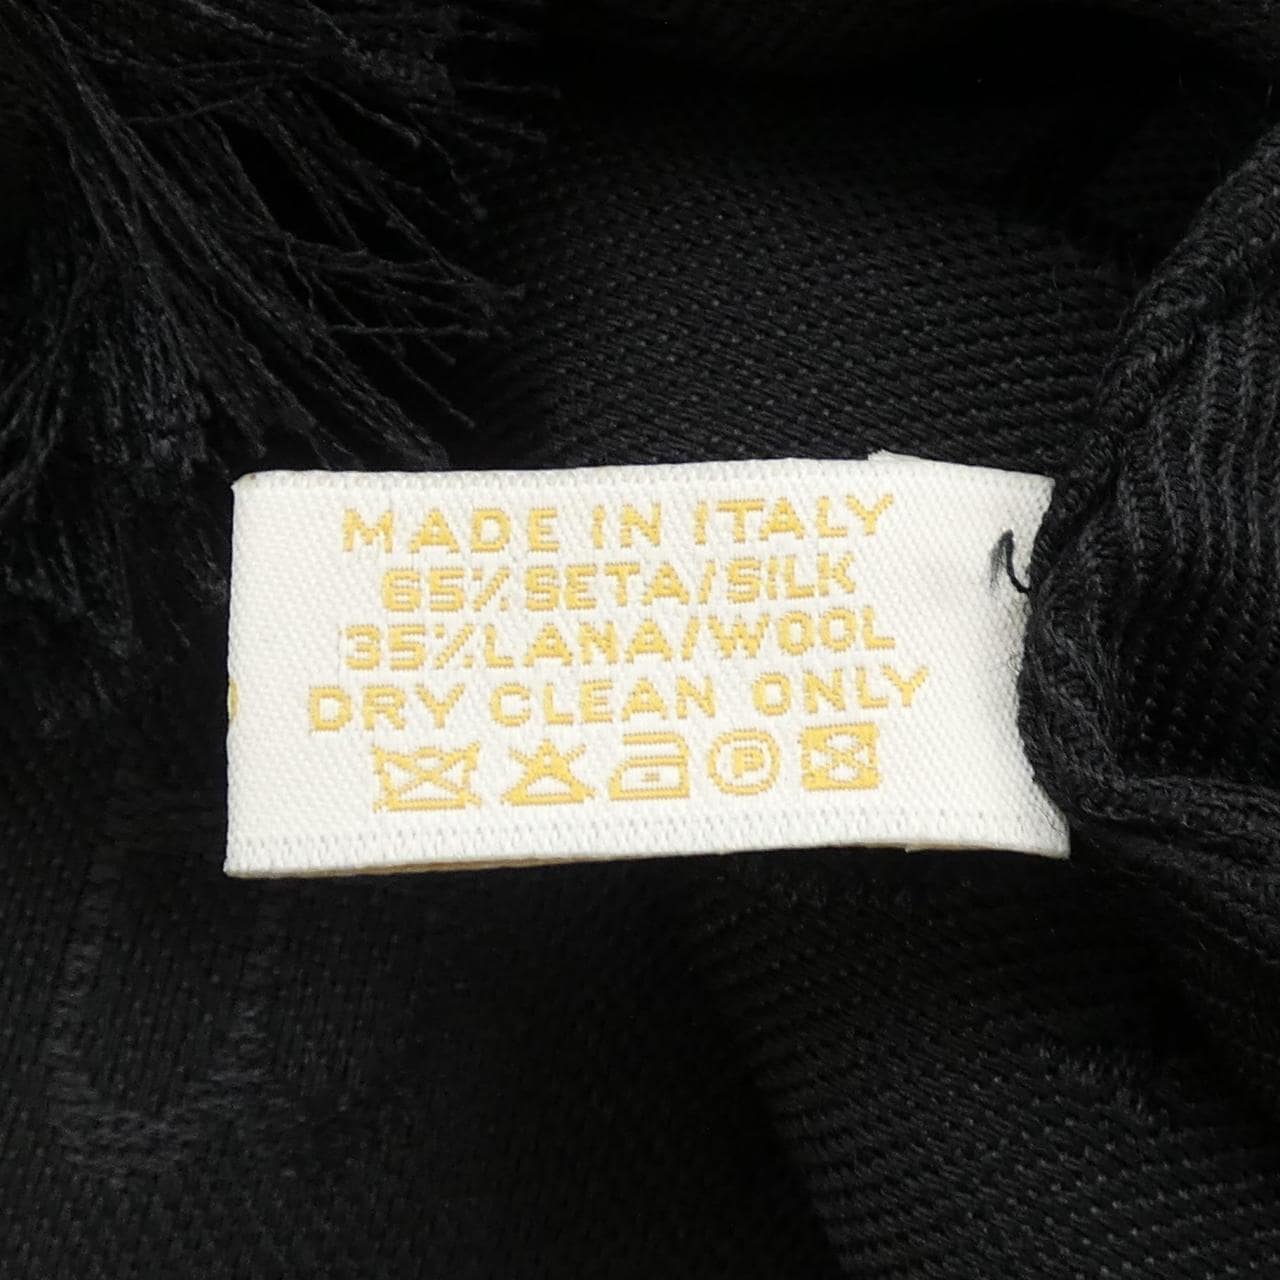 MADE IN ITALY
65% SETA/SILK
35% LANA/WOOL
DRY CLEAN ONLY
P